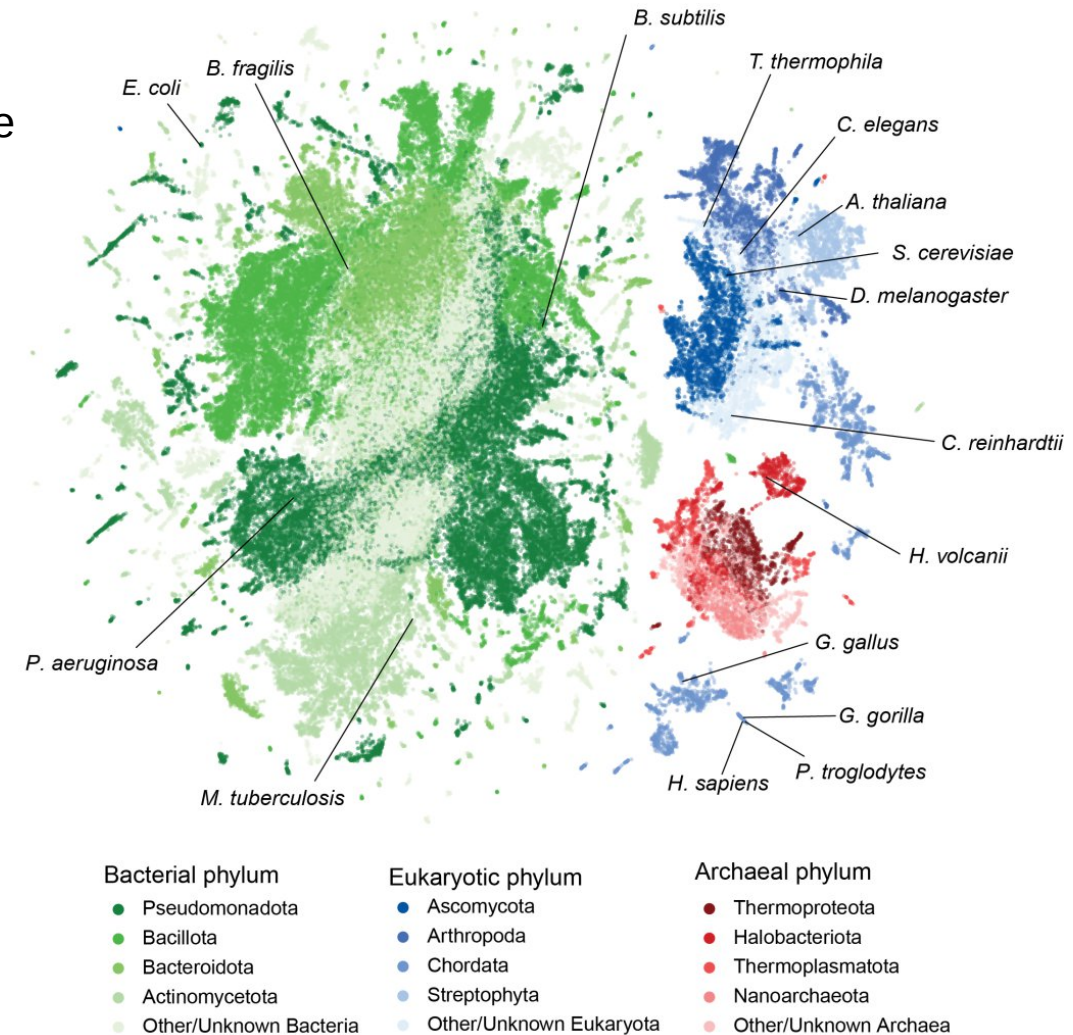 B. subtilis
B. fragilis
T. thermophila
E. coli
e
C. elegans
A. thaliana
S. cerevisiae
D. melanogaster
C. reinhardtii
H. volcanii
G. gallus
P. aeruginosa
G. gorilla
P. troglodytes
H. sapiens
M. tuberculosis
Bacterial phylum
Pseudomonadota
Bacillota
Bacteroidota
Actinomycetota
Other/Unknown Bacteria
Eukaryotic phylum
Ascomycota
Arthropoda
Chordata
Streptophyta
Other/Unknown Eukaryota
Archaeal phylum
Thermoproteota
Halobacteriota
Thermoplasmatota
Nanoarchaeota
Other/Unknown Archaea